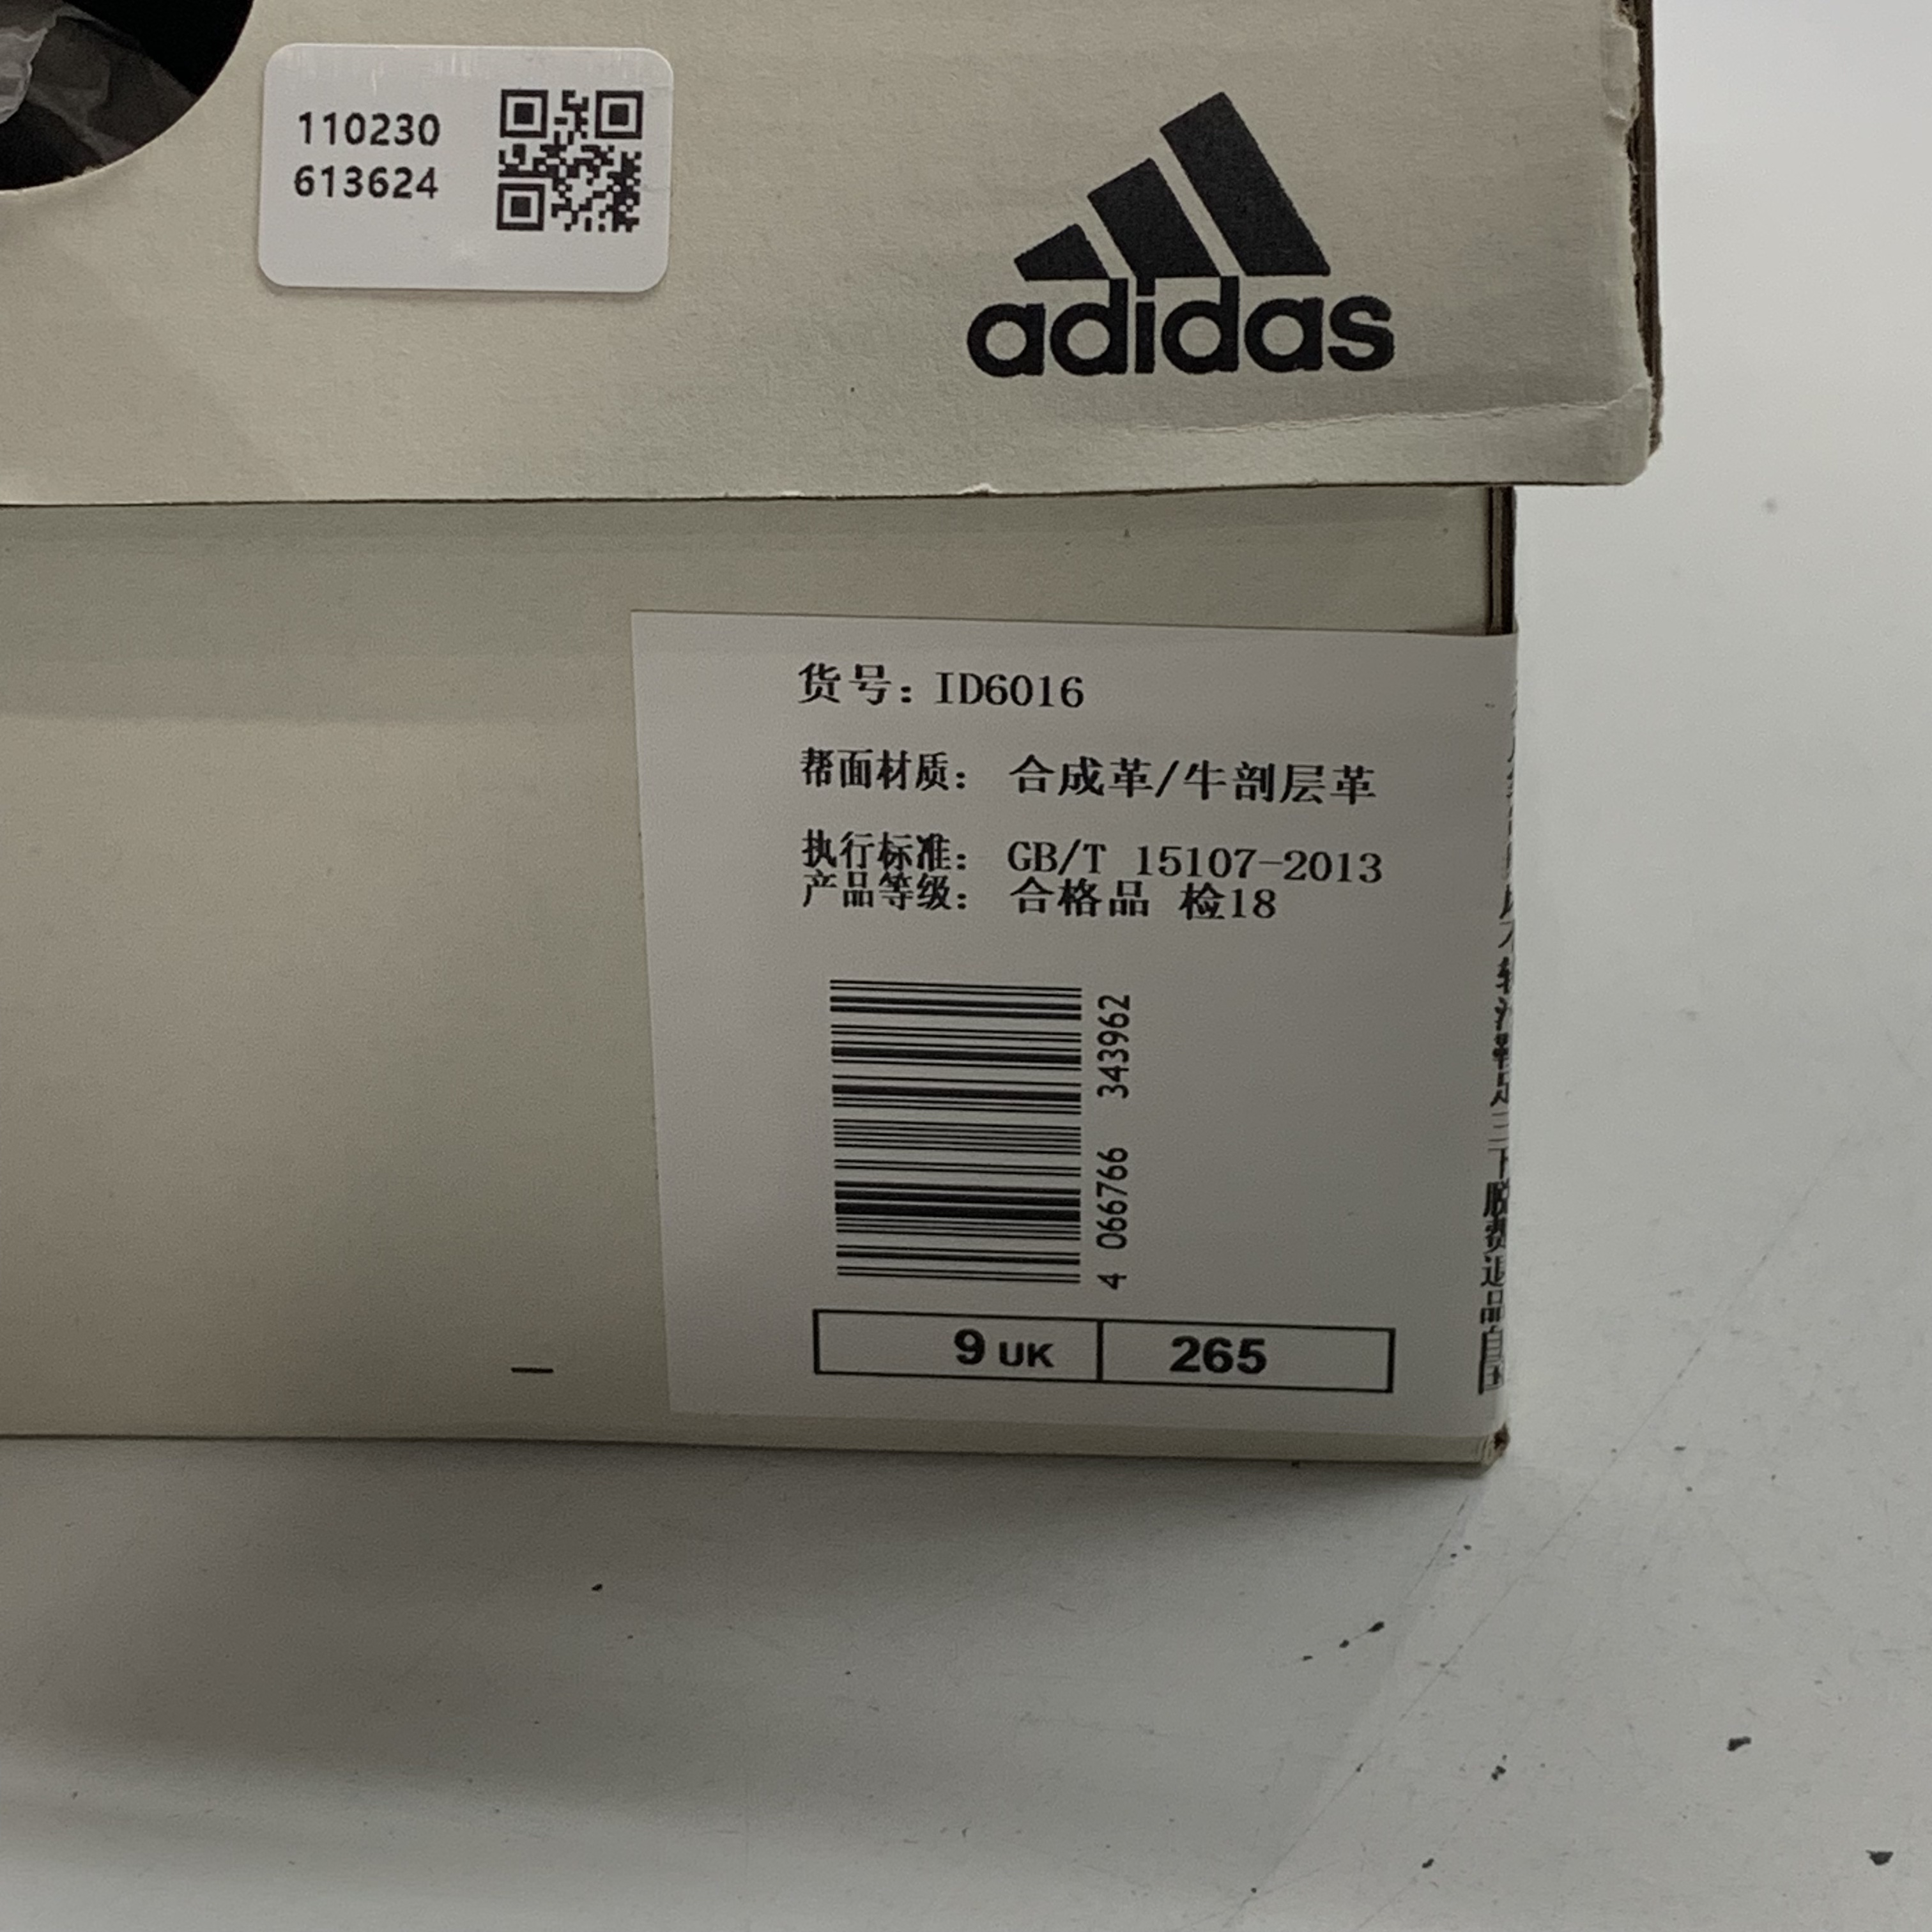 110230
613624
adidas
货号: ID6016
帮面材质: 合成革/牛剖层革
执行标准: GB/T 15107-2013
产品等级: 合格品 检18
4 066766 343962
9 UK 265